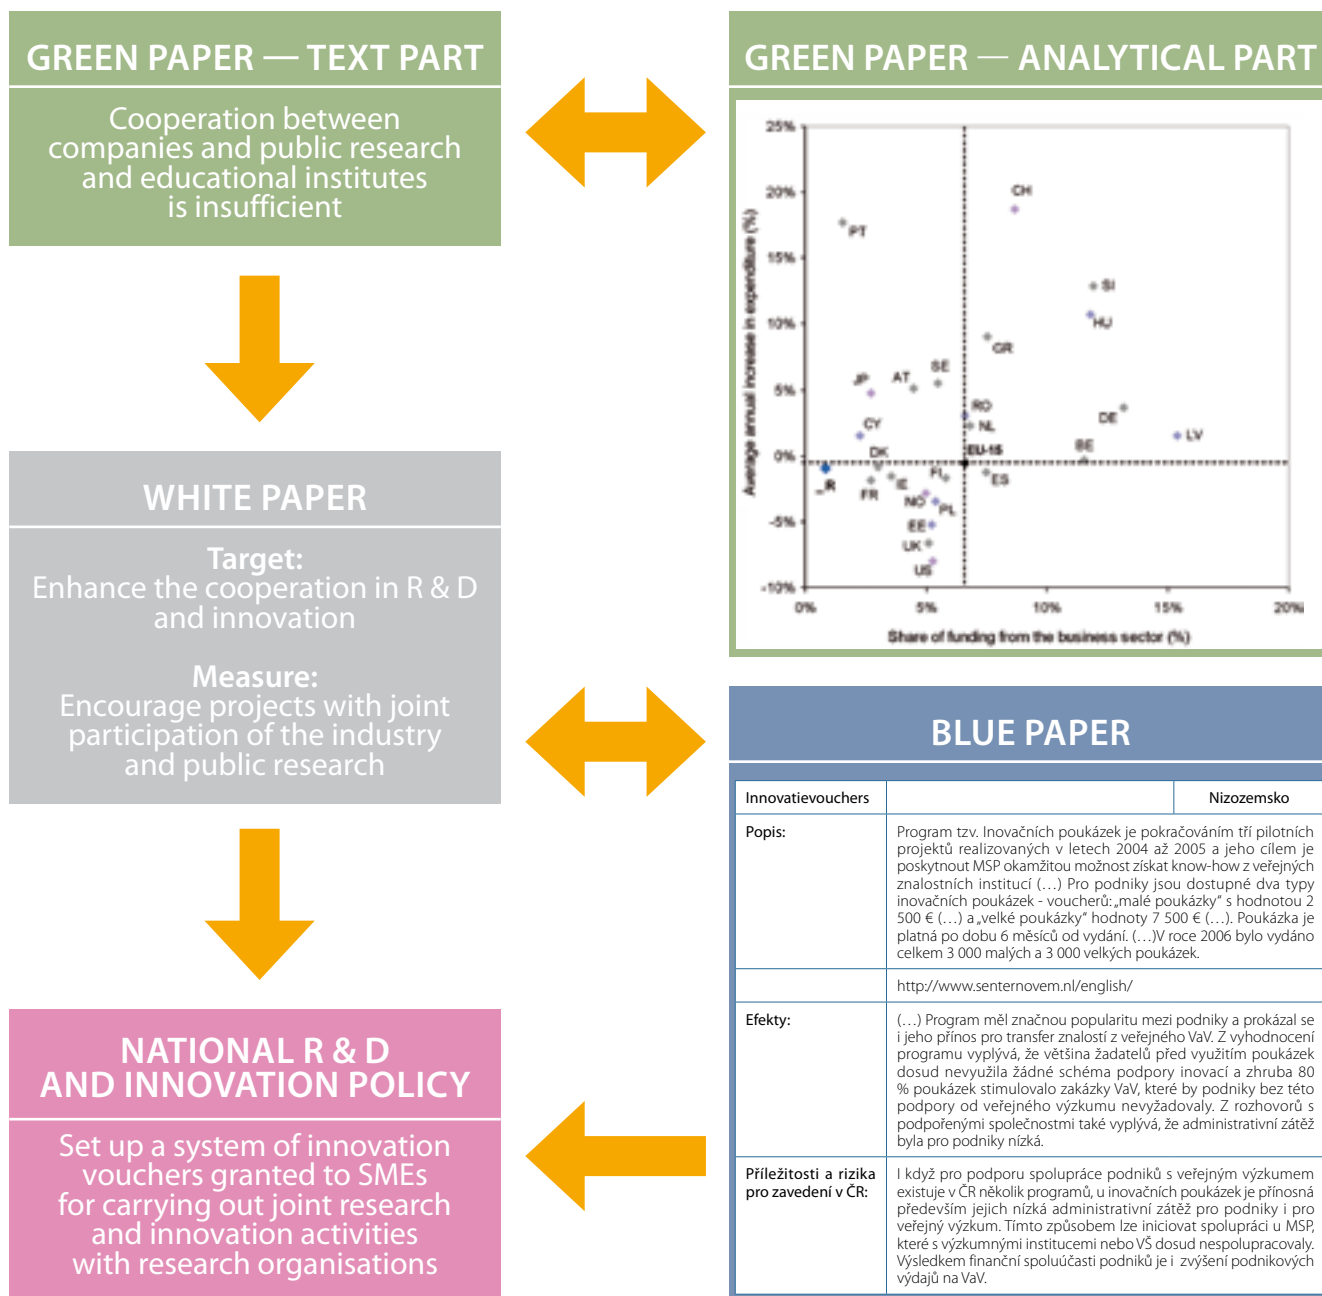 GREEN PAPER — TEXT PART
Cooperation between
companies and public research
and educational institutes
is insufficient
GREEN PAPER — ANALYTICAL PART
Average annual increase in expenditure (%)
25%
20%
15%
10%
5%
0%
-5%
-10%
CH
PT
SI
HU
GR
SE
AT
JP
RO
DE
CY
NL
LV
BE
DK
EU-15
FI
ES
_R
FR
IE
NO
PL
EE
UK
US
0%
5%
10%
15%
20%
Share of funding from the business sector (%)
WHITE PAPER
Target:
Enhance the cooperation in R & D
and innovation
Measure:
Encourage projects with joint
participation of the industry
and public research
BLUE PAPER
Innovatievouchers
Nizozemsko
Popis:
Program tzv. Inovačních poukázek je pokračováním tří pilotních
projektů realizovaných v letech 2004 až 2005 a jeho cílem je
poskytnout MSP okamžitou možnost získat know-how z veřejných
znalostních institucí (…) Pro podniky jsou dostupné dva typy
inovačních poukázek - voucherů: „malé poukázky“ s hodnotou 2
500 € (…) a „velké poukázky“ hodnoty 7 500 € (…). Poukázka je
platná po dobu 6 měsíců od vydání. (…)V roce 2006 bylo vydáno
celkem 3 000 malých a 3 000 velkých poukázek.
http://www.senternovem.nl/english/
Efekty:
(…) Program měl značnou popularitu mezi podniky a prokázal se
i jeho přínos pro transfer znalostí z veřejného VaV. Z vyhodnocení
programu vyplývá, že většina žadatelů před využitím poukázek
dosud nevyužila žádné schéma podpory inovací a zhruba 80
% poukázek stimulovalo zakázky VaV, které by podniky bez této
podpory od veřejného výzkumu nevyžadovaly. Z rozhovorů s
podpořenými společnostmi také vyplývá, že administrativní zátěž
byla pro podniky nízká.
Příležitosti a rizika
pro zavedení v ČR:
I když pro podporu spolupráce podniků s veřejným výzkumem
existuje v ČR několik programů, u inovačních poukázek je přínosná
především jejich nízká administrativní zátěž pro podniky i pro
veřejný výzkum. Tímto způsobem lze iniciovat spolupráci u MSP,
které s výzkumnými institucemi nebo VŠ dosud nespolupracovaly.
Výsledkem finanční spoluúčasti podniků je i zvýšení podnikových
výdajů na VaV.
NATIONAL R & D
AND INNOVATION POLICY
Set up a system of innovation
vouchers granted to SMEs
for carrying out joint research
and innovation activities
with research organisations